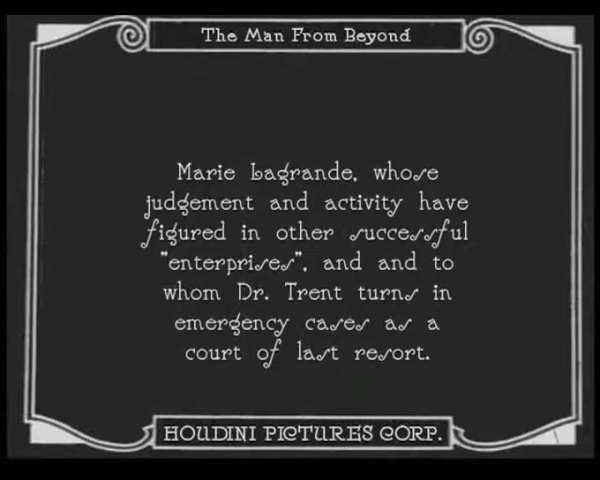 The Man From Beyond
Marie Lagrande, whose
judgement and activity have
figured in other successful
"enterprises", and and to
whom Dr. Trent turns in
emergency cases as a
court of last resort.
HOUDINI PICTURES CORP.